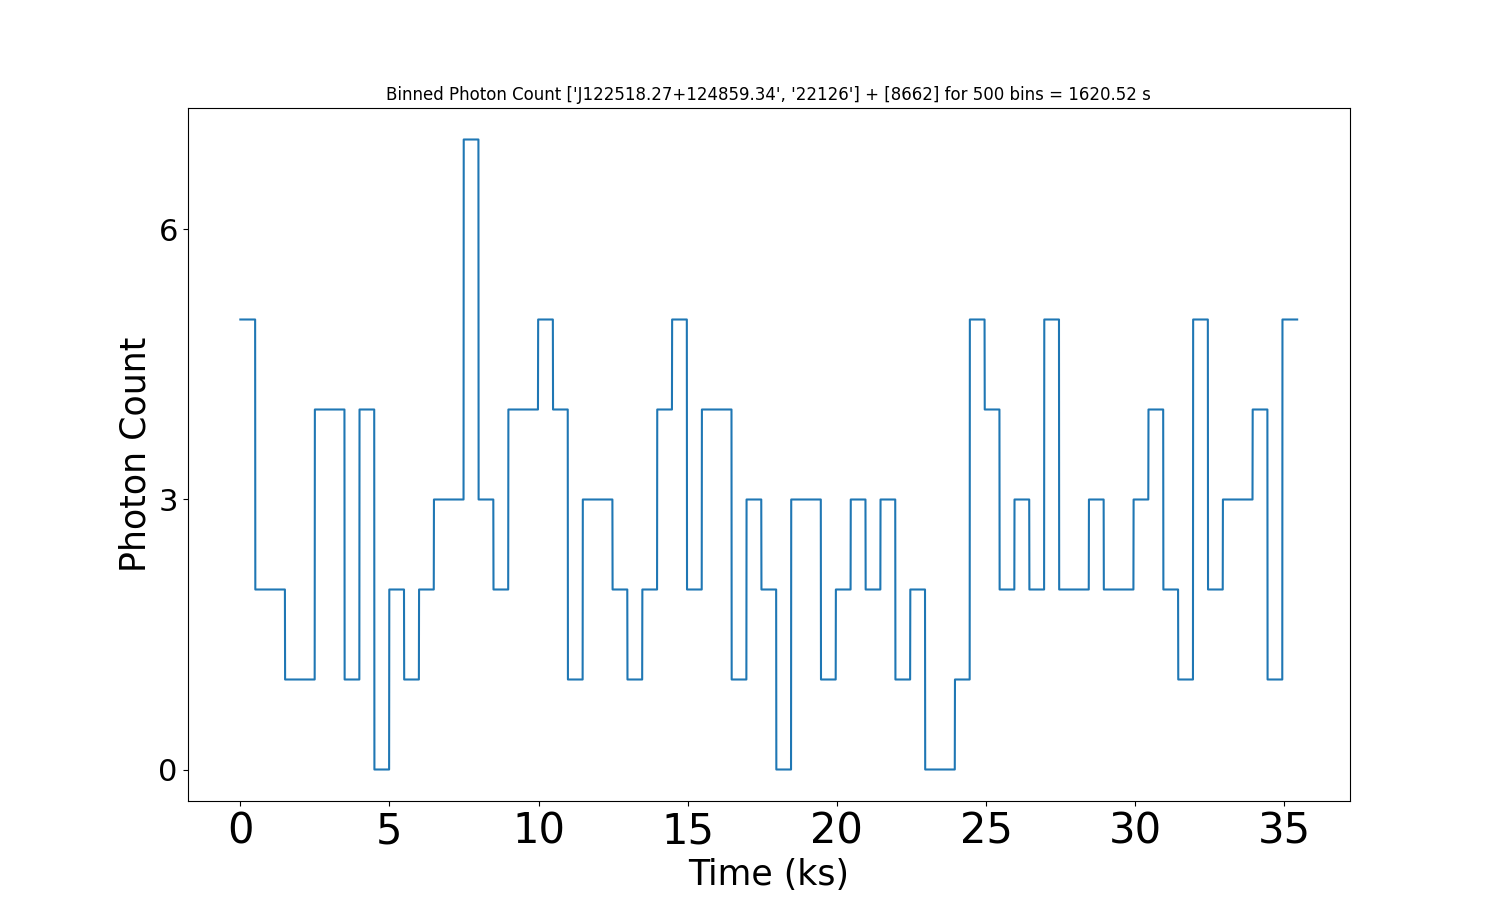 Binned Photon Count ['J122518.27+124859.34', '22126'] + [8662] for 500 bins = 1620.52 s
Photon Count
6
3
0
0 5 10 15 20 25 30 35
Time (ks)